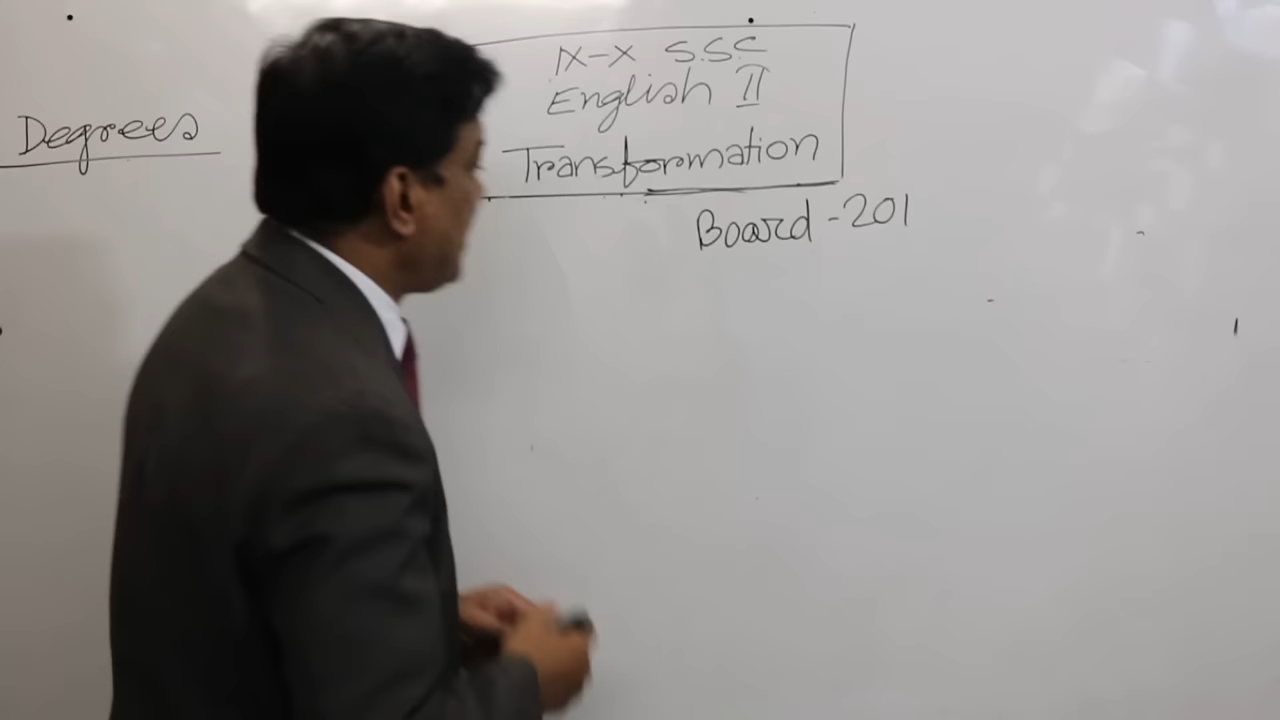 Degrees
IX-X S.S.C
English II
Transformation
Board-201